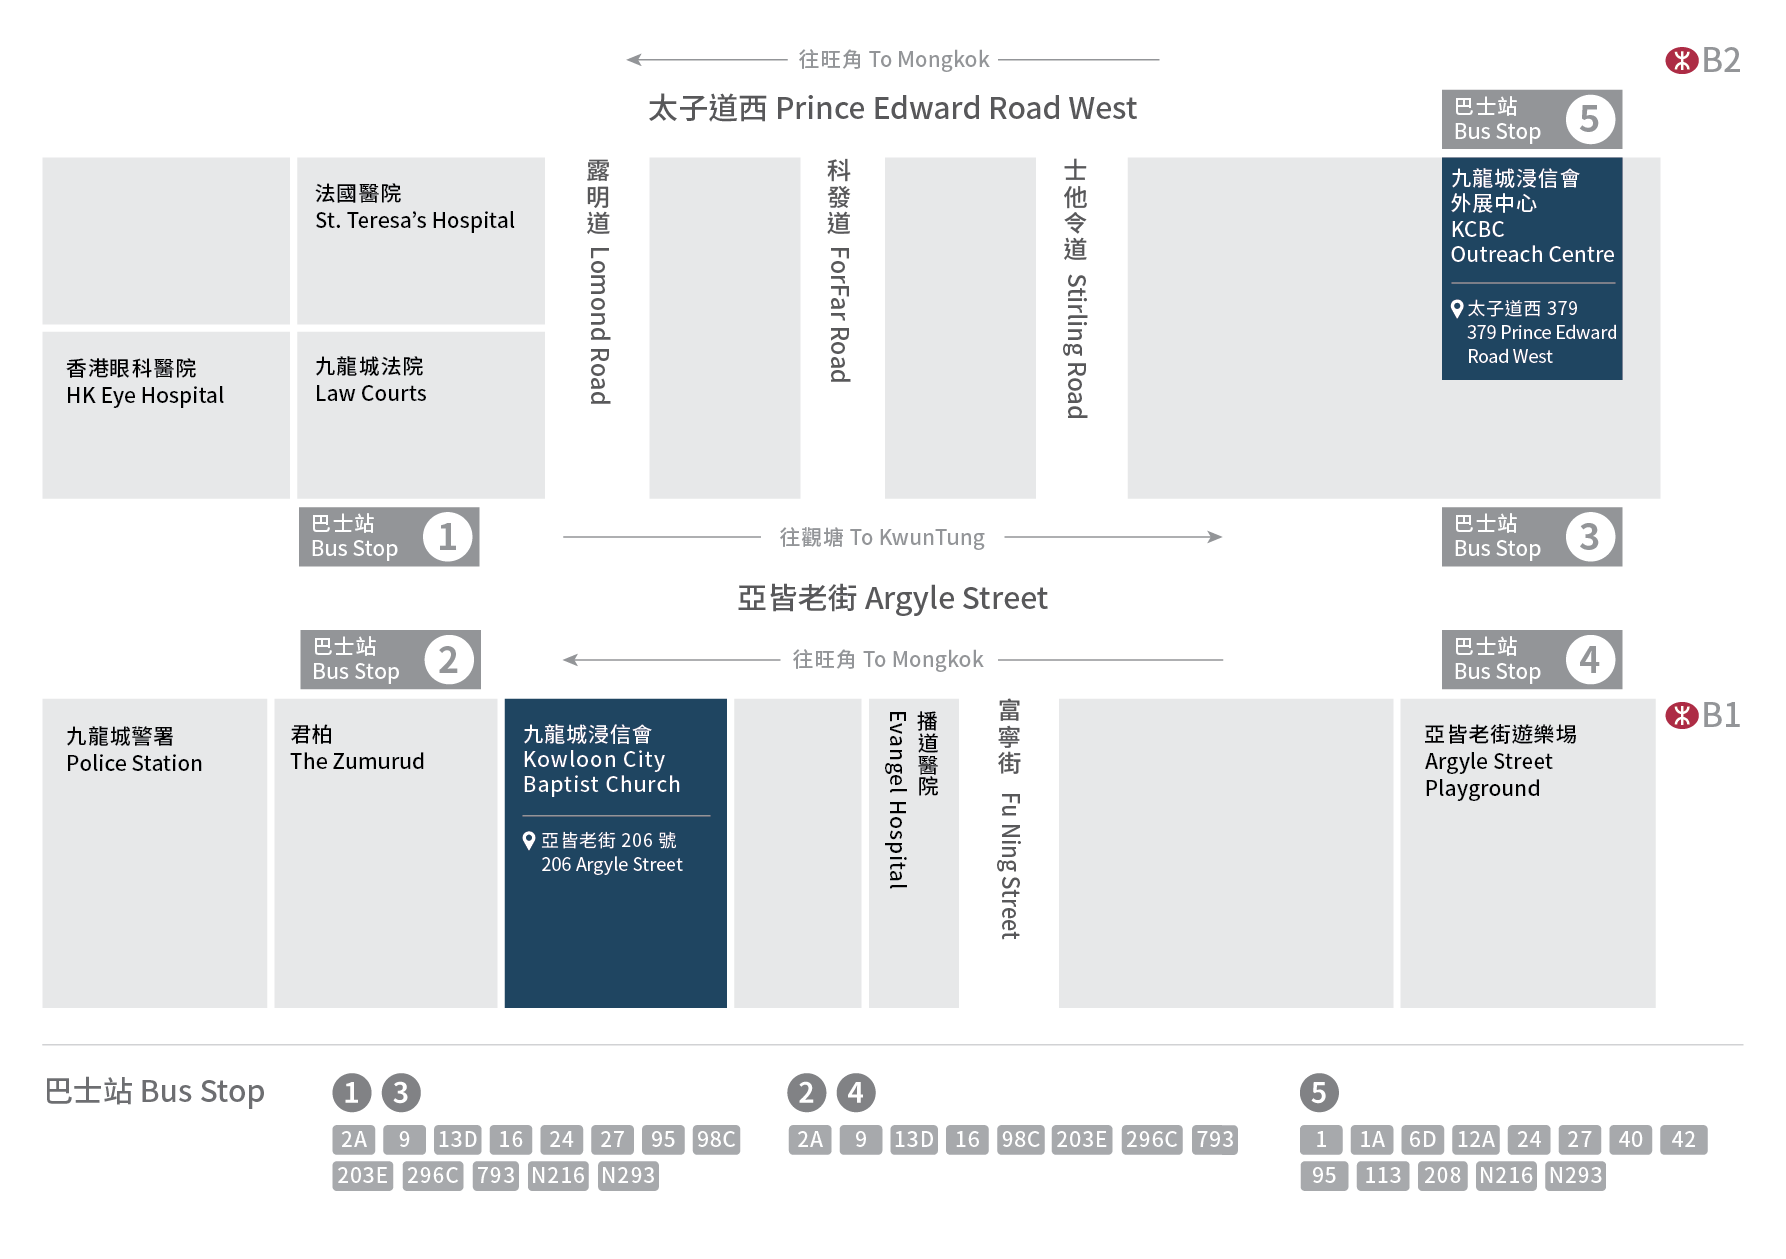 往旺角 To Mongkok
B2
太子道西 Prince Edward Road West
巴士站
Bus Stop
5
法國醫院
St. Teresa’s Hospital
露明道 Lomond Road
科發道 ForFar Road
士他令道 Stirling Road
九龍城浸信會
外展中心
KCBC
Outreach Centre
太子道西 379
379 Prince Edward
Road West
香港眼科醫院
HK Eye Hospital
九龍城法院
Law Courts
巴士站
Bus Stop
1
往觀塘 To KwunTung
巴士站
Bus Stop
3
亞皆老街 Argyle Street
巴士站
Bus Stop
2
往旺角 To Mongkok
巴士站
Bus Stop
4
B1
九龍城警署
Police Station
君柏
The Zumurud
九龍城浸信會
Kowloon City
Baptist Church
亞皆老街 206 號
206 Argyle Street
播道醫院
Evangel Hospital
富寧街 Fu Ning Street
亞皆老街遊樂場
Argyle Street
Playground
巴士站 Bus Stop
1 3
2A 9 13D 16 24 27 95 98C
203E 296C 793 N216 N293
2 4
2A 9 13D 16 98C 203E 296C 793
5
1 1A 6D 12A 24 27 40 42
95 113 208 N216 N293